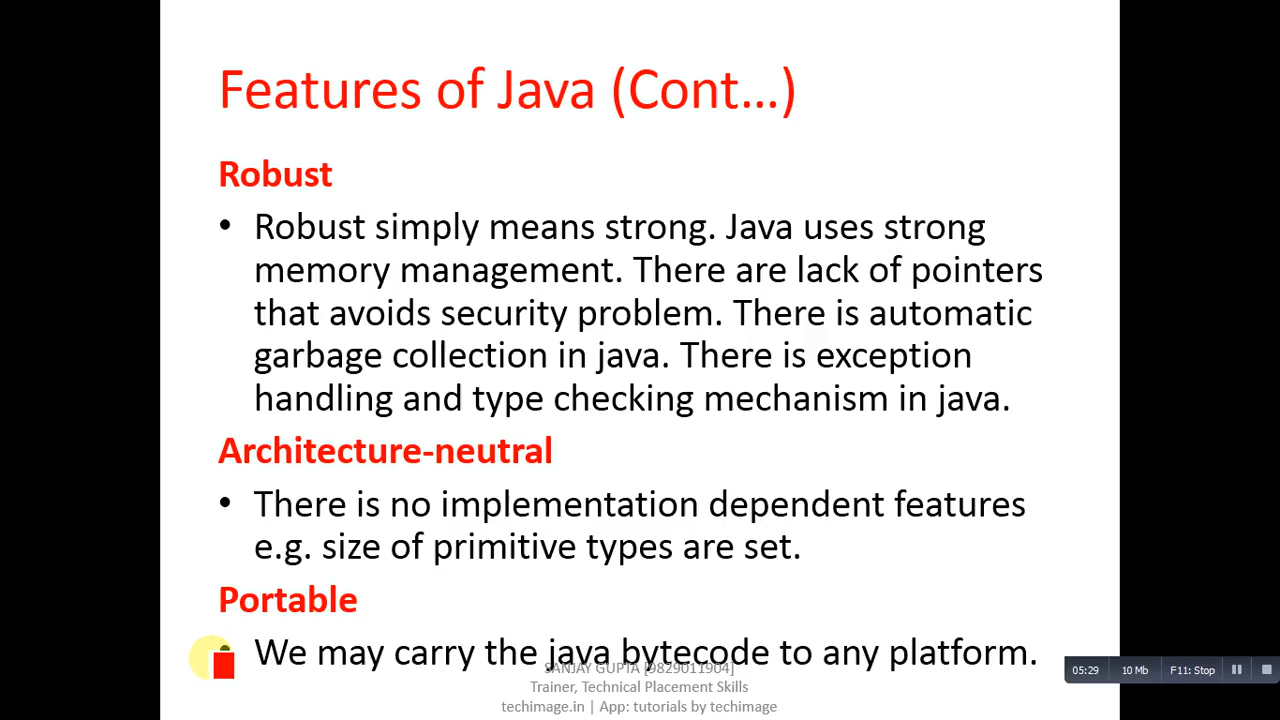 Features of Java (Cont…)
Robust
• Robust simply means strong. Java uses strong
memory management. There are lack of pointers
that avoids security problem. There is automatic
garbage collection in java. There is exception
handling and type checking mechanism in java.
Architecture-neutral
• There is no implementation dependent features
e.g. size of primitive types are set.
Portable
We may carry the java bytecode to any platform.
SANJAY GUPTA [9829011904]
Trainer, Technical Placement Skills
techimage.in | App: tutorials by techimage
05:29 10 Mb F11: Stop